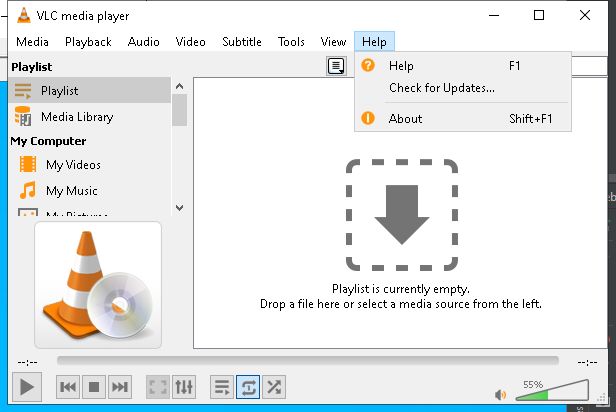 VLC media player
Media Playback Audio Video Subtitle Tools View Help
Playlist
Playlist
Media Library
My Computer
My Videos
My Music
My Pictures
Help F1
Check for Updates...
About Shift+F1
Playlist is currently empty.
Drop a file here or select a media source from the left.
--:-- --:--
55%